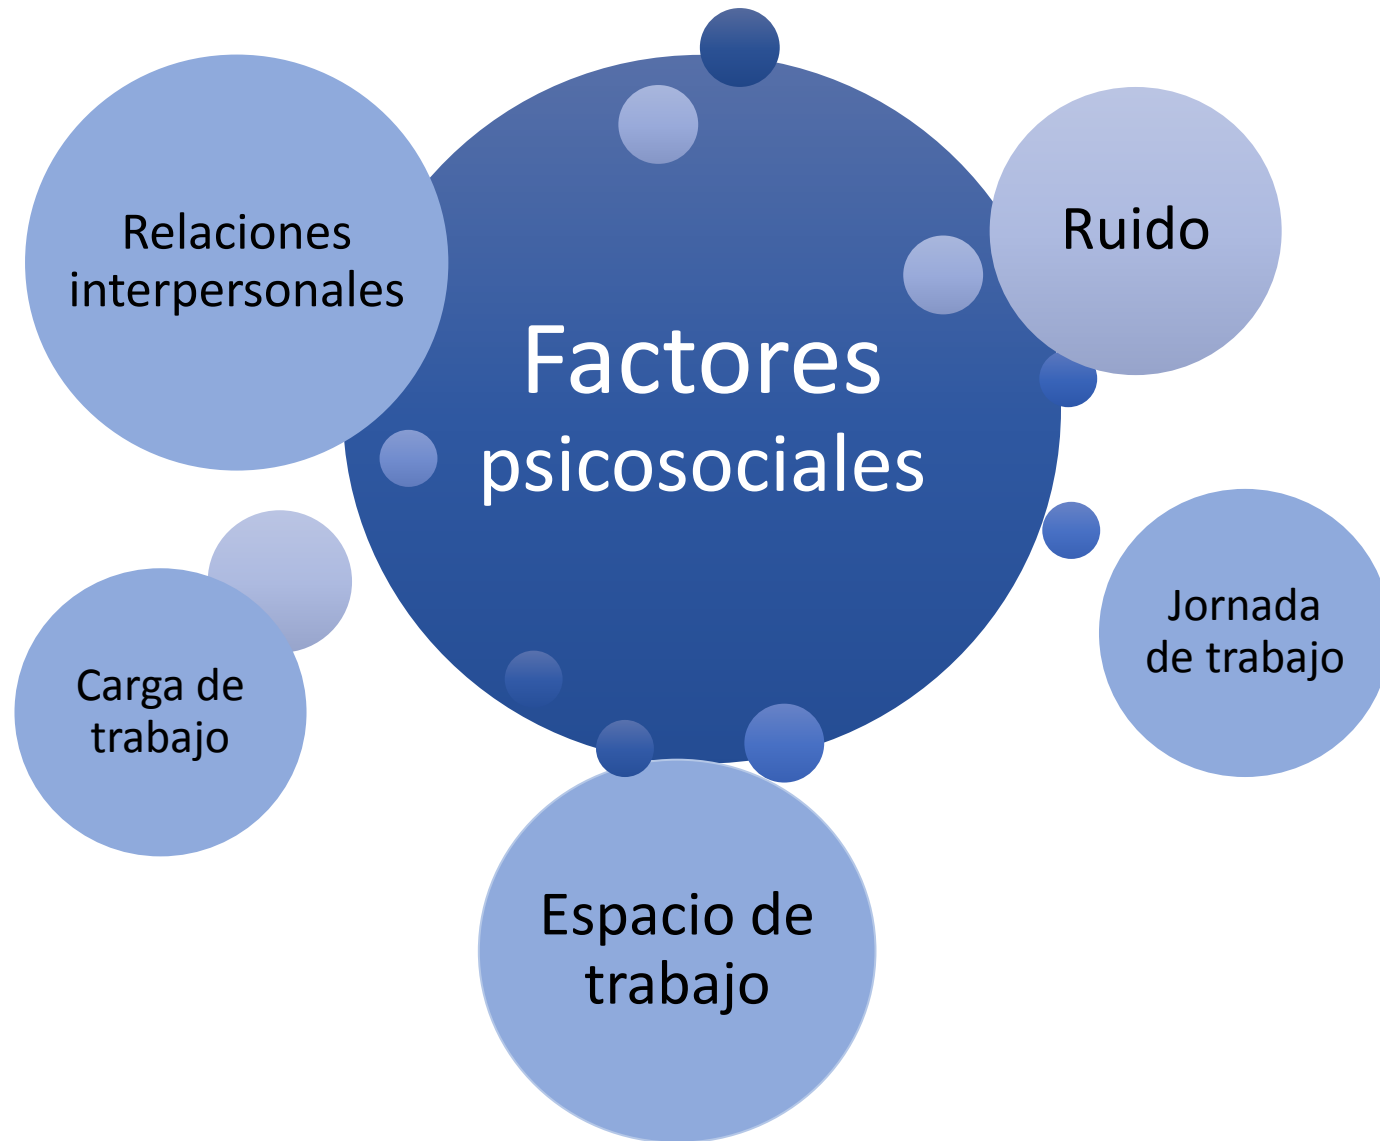 Relaciones
interpersonales
Ruido
Factores
psicosociales
Jornada
de trabajo
Carga de
trabajo
Espacio de
trabajo